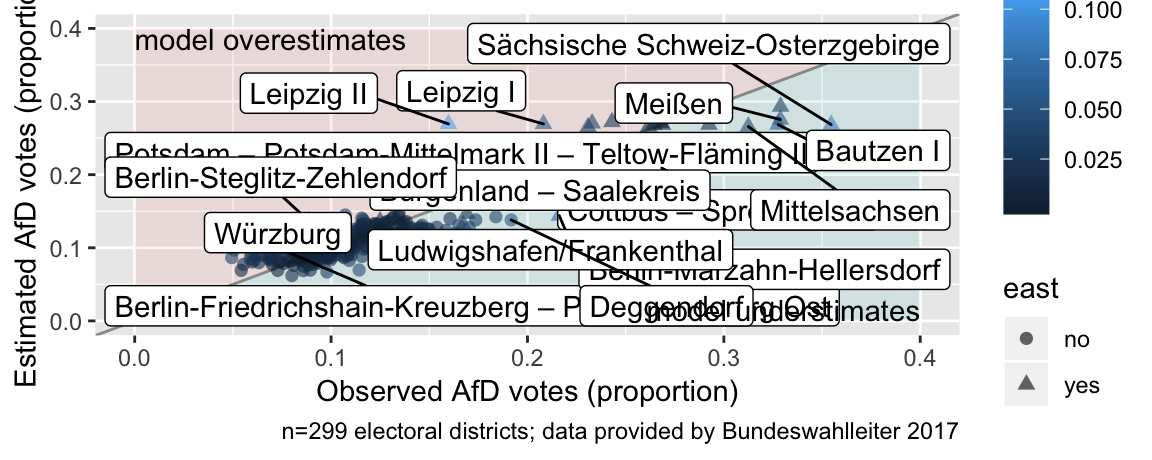 Estimated AfD votes (proportio
0.4
0.3
0.2
0.1
0.0
model overestimates
Sächsische Schweiz-Osterzgebirge
Leipzig II
Leipzig I
Meißen
Potsdam – Potsdam-Mittelmark II – Teltow-Fläming II
Bautzen I
Berlin-Steglitz-Zehlendorf
Burgenland – Saalekreis
Cottbus – Spre
Mittelsachsen
Würzburg
Ludwigshafen/Frankenthal
Berlin-Marzahn-Hellersdorf
Berlin-Friedrichshain-Kreuzberg – P
Deggendorf
rg Ost
model understimates
0.0
0.1
0.2
0.3
0.4
Observed AfD votes (proportion)
n=299 electoral districts; data provided by Bundeswahlleiter 2017
0.100
0.075
0.050
0.025
east
no
yes